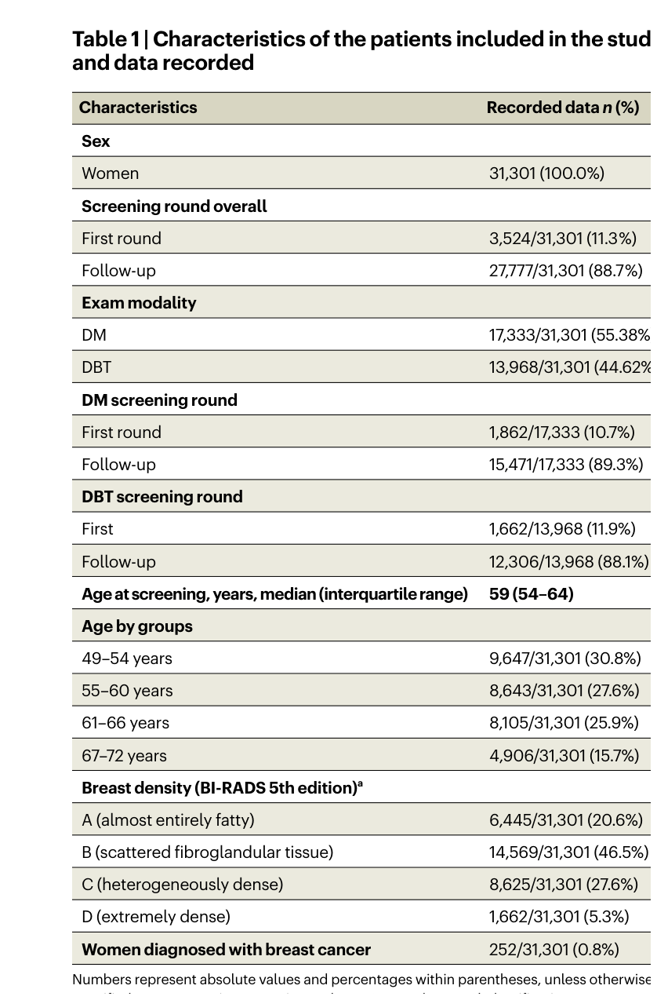 Table 1 | Characteristics of the patients included in the stud
and data recorded
Characteristics Recorded data n (%)
Sex
Women 31,301 (100.0%)
Screening round overall
First round 3,524/31,301 (11.3%)
Follow-up 27,777/31,301 (88.7%)
Exam modality
DM 17,333/31,301 (55.38%
DBT 13,968/31,301 (44.62%
DM screening round
First round 1,862/17,333 (10.7%)
Follow-up 15,471/17,333 (89.3%)
DBT screening round
First 1,662/13,968 (11.9%)
Follow-up 12,306/13,968 (88.1%)
Age at screening, years, median (interquartile range) 59 (54–64)
Age by groups
49–54 years 9,647/31,301 (30.8%)
55–60 years 8,643/31,301 (27.6%)
61–66 years 8,105/31,301 (25.9%)
67–72 years 4,906/31,301 (15.7%)
Breast density (BI-RADS 5th edition)ᵃ
A (almost entirely fatty) 6,445/31,301 (20.6%)
B (scattered fibroglandular tissue) 14,569/31,301 (46.5%)
C (heterogeneously dense) 8,625/31,301 (27.6%)
D (extremely dense) 1,662/31,301 (5.3%)
Women diagnosed with breast cancer 252/31,301 (0.8%)
Numbers represent absolute values and percentages within parentheses, unless otherwise